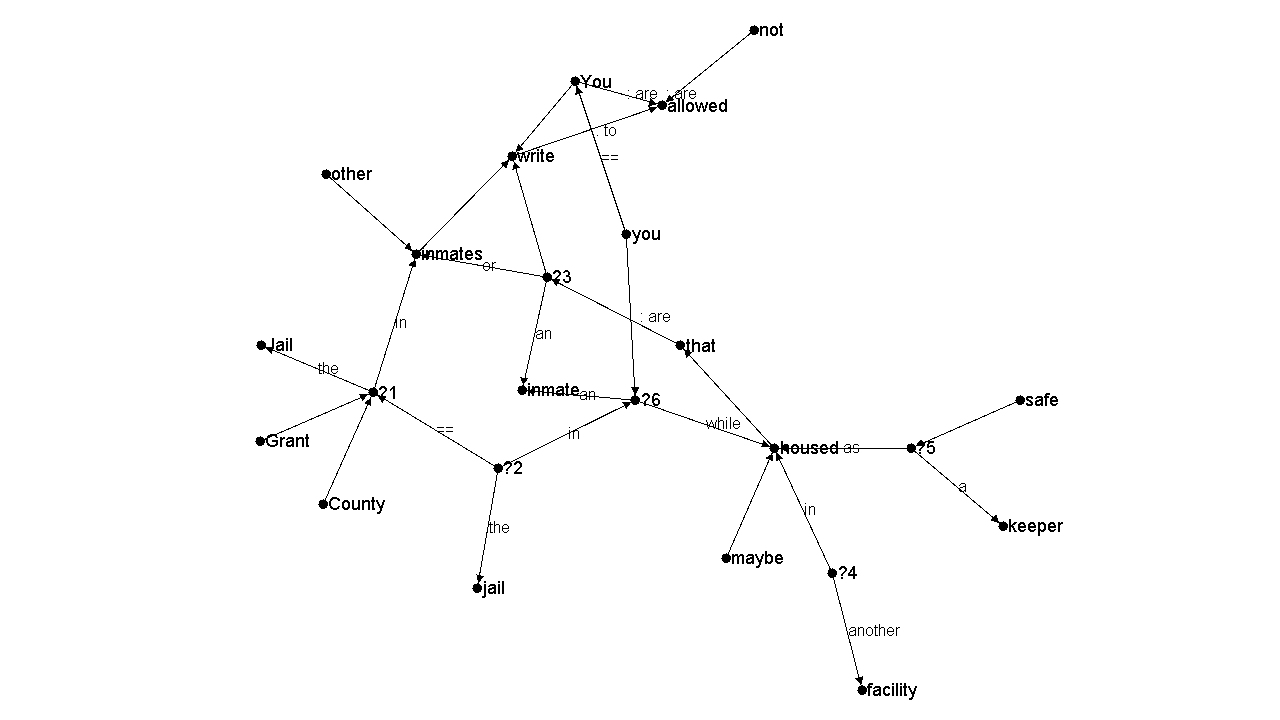 not
You
: are : are
allowed
: to
write
==
other
you
inmates
or
?3
: are
in
an
Jail
that
the
?1
inmate
an
?6
safe
while
Grant
==
in
housed
as
?5
?2
a
County
in
the
keeper
maybe
?4
jail
another
facility